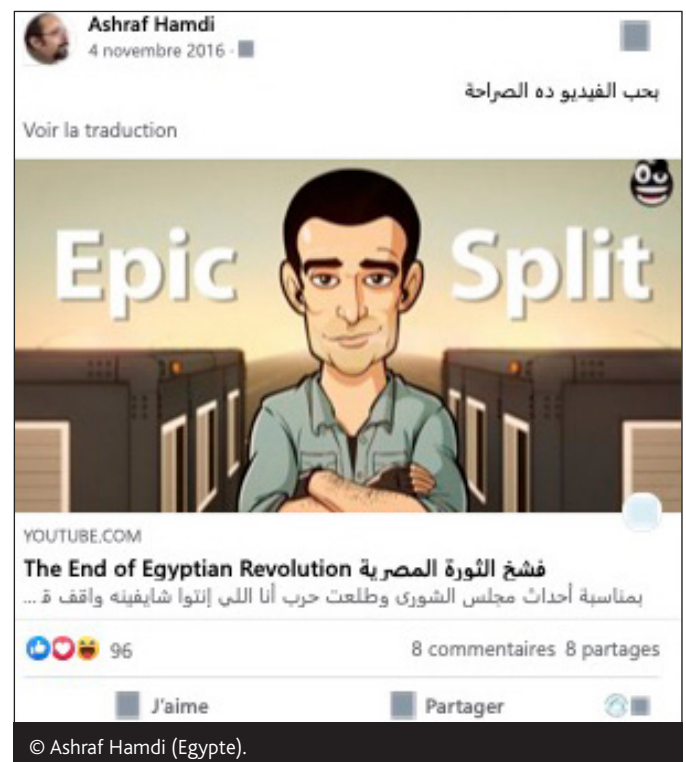 Ashraf Hamdi
4 novembre 2016 ·
بحب الفيديو ده الصراحة
Voir la traduction
Epic Split
YOUTUBE.COM
The End of Egyptian Revolution فشخ الثورة المصرية
بمناسبة أحداث مجلس الشورى وطلعت حرب أنا اللي إنتوا شايفينه واقف ق ...
96
8 commentaires 8 partages
J'aime
Partager
© Ashraf Hamdi (Egypte).